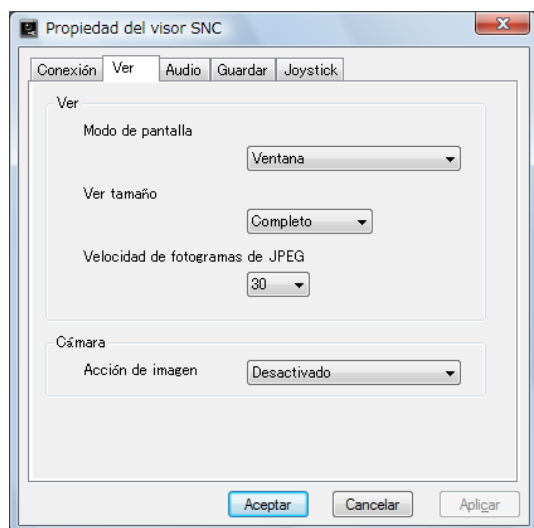 Propiedad del visor SNC
Conexión Ver Audio Guardar Joystick
Ver
Modo de pantalla
Ventana
Ver tamaño
Completo
Velocidad de fotogramas de JPEG
30
Cámara
Acción de imagen Desactivado
Aceptar Cancelar Aplicar